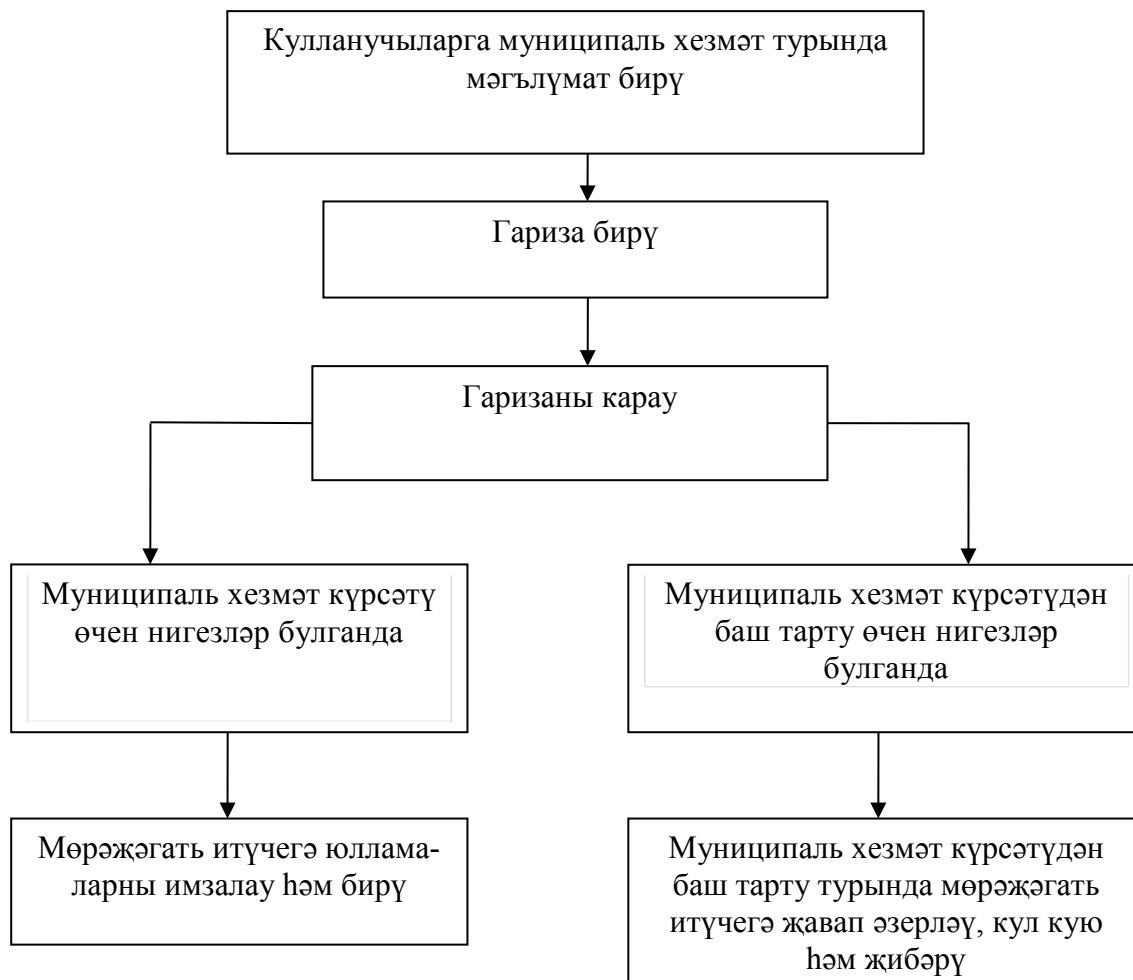 Кулланучыларга муниципаль хезмәт турында
мәгълүмат бирү
Гариза бирү
Гаризаны карау
Муниципаль хезмәт күрсәтү
өчен нигезләр булганда
Муниципаль хезмәт күрсәтүдән
баш тарту өчен нигезләр
булганда
Мөрәҗәгать итүчегә юллама-
ларны имзалау һәм бирү
Муниципаль хезмәт күрсәтүдән
баш тарту турында мөрәҗәгать
итүчегә җавап әзерләү, кул кую
һәм җибәрү